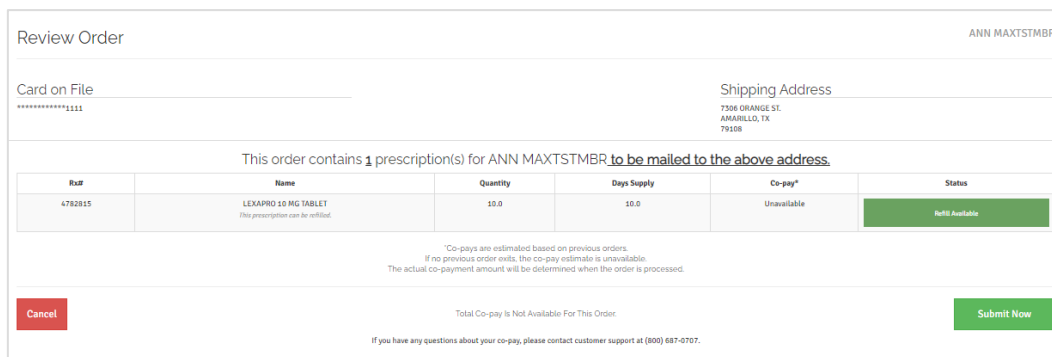 Review Order
ANN MAXTSTMBR
Card on File
************1111
Shipping Address
7306 ORANGE ST.
AMARILLO, TX
79108
This order contains 1 prescription(s) for ANN MAXTSTMBR to be mailed to the above address.
Rx# Name Quantity Days Supply Co-pay* Status
4782815 LEXAPRO 10 MG TABLET 10.0 10.0 Unavailable Refill Available
This prescription can be refilled.
*Co-pays are estimated based on previous orders.
If no previous order exits, the co-pay estimate is unavailable.
The actual co-payment amount will be determined when the order is processed.
Cancel
Total Co-pay Is Not Available For This Order.
Submit Now
If you have any questions about your co-pay, please contact customer support at (800) 687-0707.